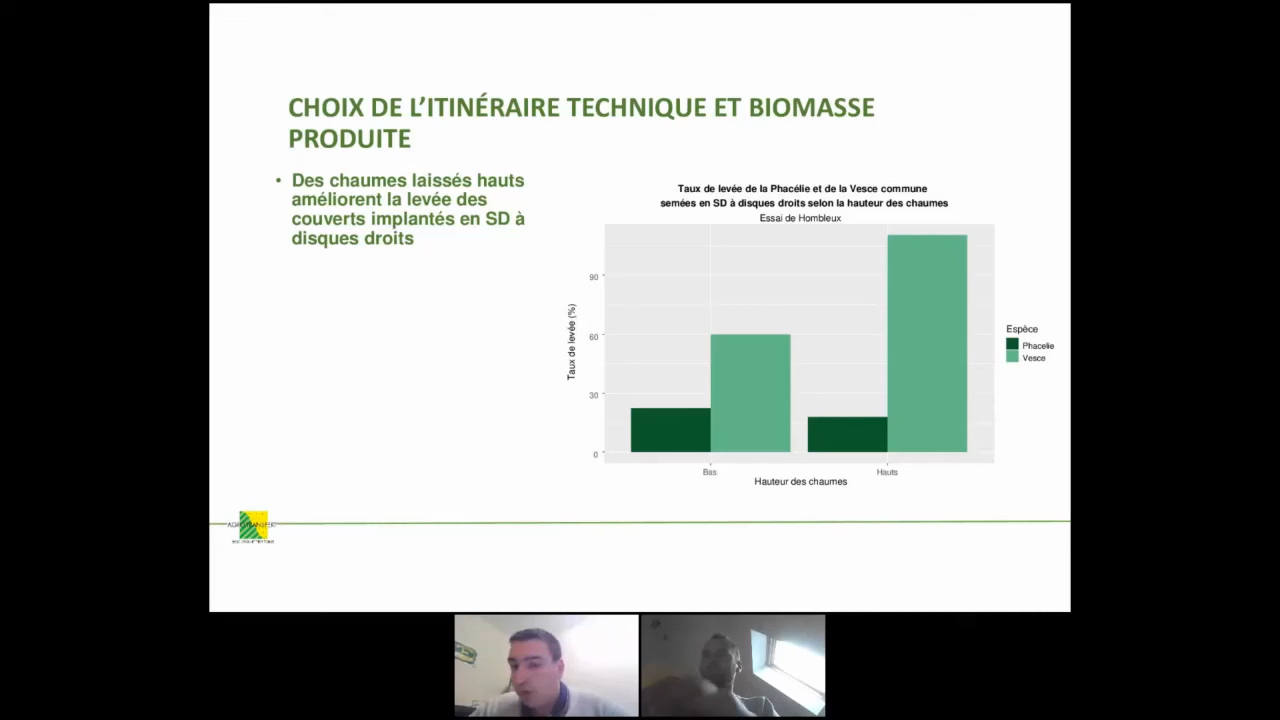 CHOIX DE L'ITINÉRAIRE TECHNIQUE ET BIOMASSE
PRODUITE
• Des chaumes laissés hauts
améliorent la levée des
couverts implantés en SD à
disques droits
Taux de levée de la Phacélie et de la Vesce commune
semées en SD à disques droits selon la hauteur des chaumes
Essai de Hombleux
Taux de levée (%)
90
60
30
0
Bas
Hauts
Hauteur des chaumes
Espèce
Phacelie
Vesce